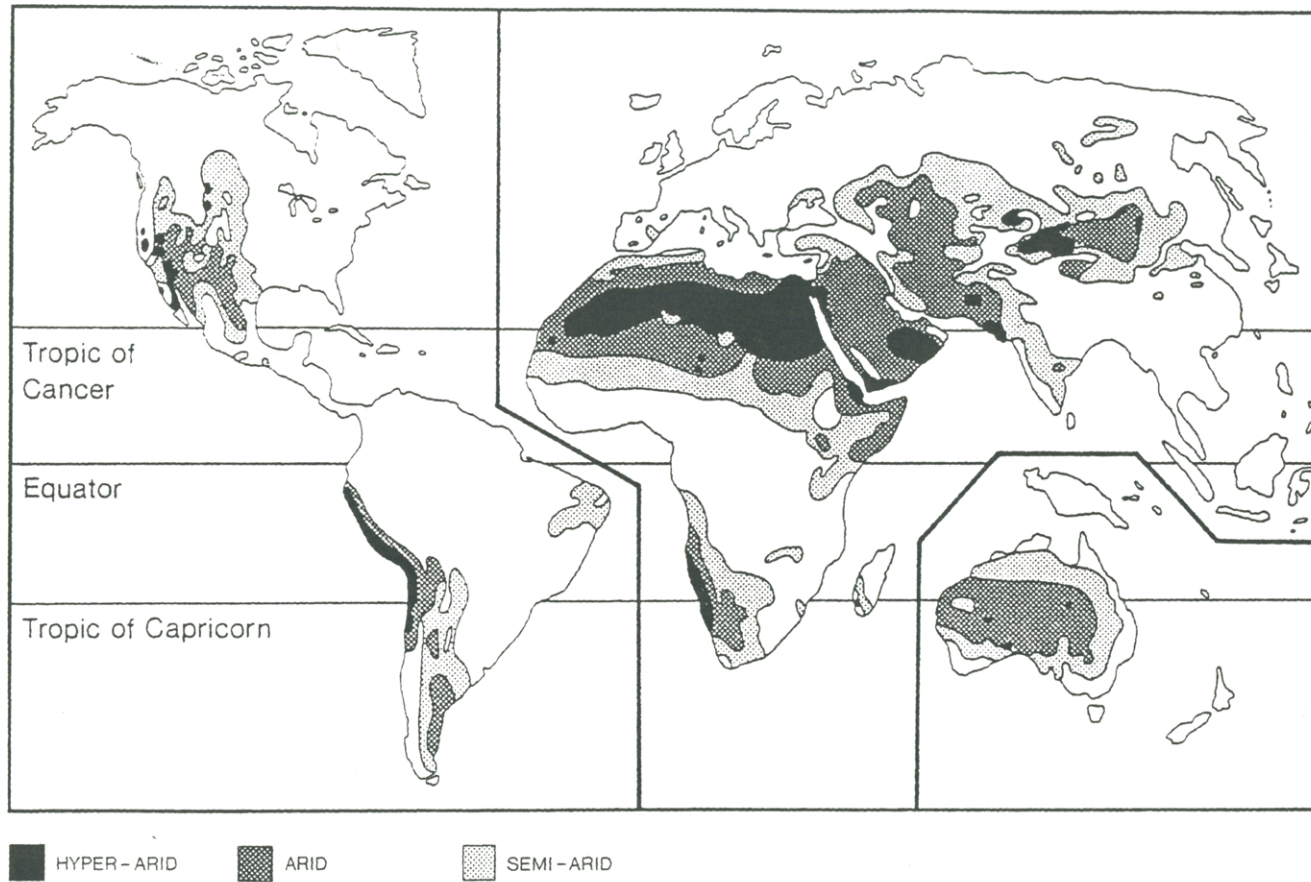 Tropic of
Cancer
Equator
Tropic of Capricorn
HYPER-ARID
ARID
SEMI-ARID